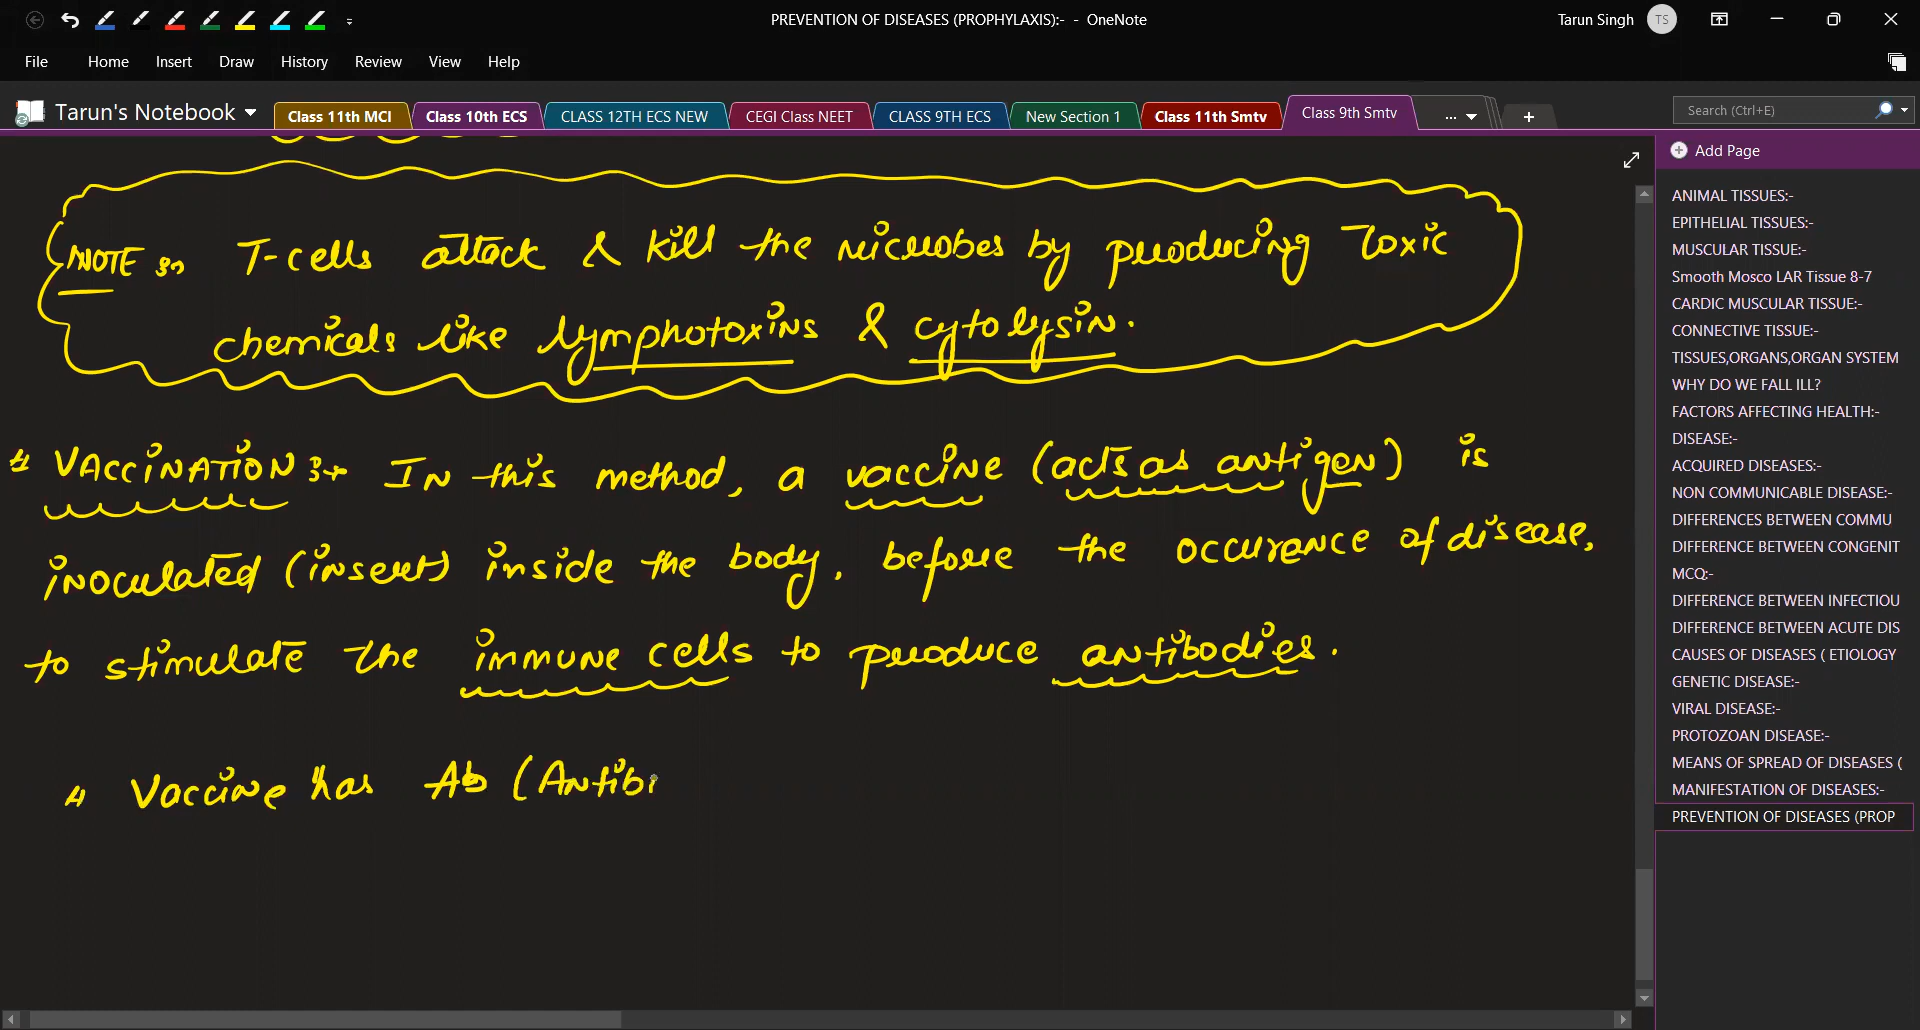 PREVENTION OF DISEASES (PROPHYLAXIS):- - OneNote
Tarun Singh TS
File Home Insert Draw History Review View Help
Tarun's Notebook
Class 11th MCI Class 10th ECS CLASS 12TH ECS NEW CEGI Class NEET CLASS 9TH ECS New Section 1 Class 11th Smtv Class 9th Smtv ... +
Search (Ctrl+E)
NOTE :- T-cells attack & kill the microbes by producing Toxic
chemicals like lymphotoxins & cytolysin.
VACCINATION :- In this method, a vaccine (acts as antigen) is
inoculated (insert) inside the body, before the occurence of disease,
to stimulate the immune cells to produce antibodies.
Vaccine has Ab (Antibi
Add Page
ANIMAL TISSUES:-
EPITHELIAL TISSUES:-
MUSCULAR TISSUE:-
Smooth Mosco LAR Tissue 8-7
CARDIC MUSCULAR TISSUE:-
CONNECTIVE TISSUE:-
TISSUES,ORGANS,ORGAN SYSTEM
WHY DO WE FALL ILL?
FACTORS AFFECTING HEALTH:-
DISEASE:-
ACQUIRED DISEASES:-
NON COMMUNICABLE DISEASE:-
DIFFERENCES BETWEEN COMMU
DIFFERENCE BETWEEN CONGENIT
MCQ:-
DIFFERENCE BETWEEN INFECTIOU
DIFFERENCE BETWEEN ACUTE DIS
CAUSES OF DISEASES ( ETIOLOGY
GENETIC DISEASE:-
VIRAL DISEASE:-
PROTOZOAN DISEASE:-
MEANS OF SPREAD OF DISEASES (
MANIFESTATION OF DISEASES:-
PREVENTION OF DISEASES (PROP